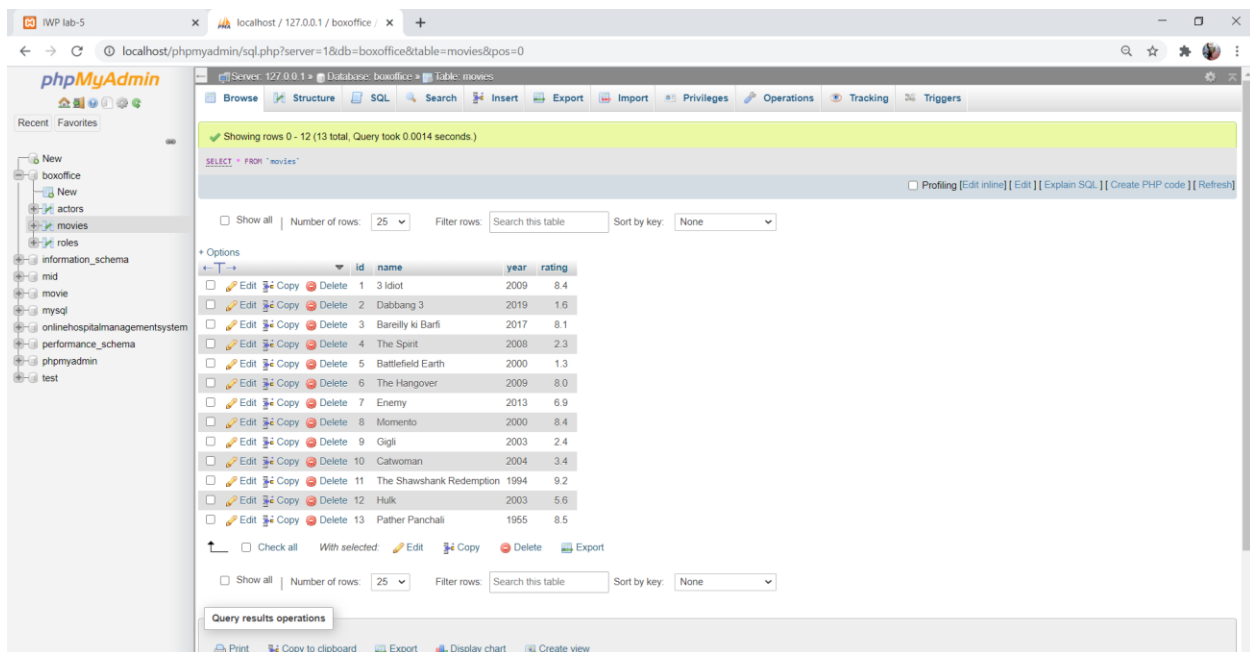 IWP lab-5
localhost / 127.0.0.1 / boxoffice /
localhost/phpmyadmin/sql.php?server=1&db=boxoffice&table=movies&pos=0
phpMyAdmin
Recent Favorites
New
boxoffice
New
actors
movies
roles
information_schema
mid
movie
mysql
onlinehospitalmanagementsystem
performance_schema
phpmyadmin
test
Server: 127.0.0.1 » Database: boxoffice » Table: movies
Browse Structure SQL Search Insert Export Import Privileges Operations Tracking Triggers
Showing rows 0 - 12 (13 total, Query took 0.0014 seconds.)
SELECT * FROM `movies`
Profiling [Edit inline] [ Edit ] [ Explain SQL ] [ Create PHP code ] [ Refresh]
Show all | Number of rows: 25 Filter rows: Search this table Sort by key: None
+ Options
←T→ id name year rating
Edit Copy Delete 1 3 Idiot 2009 8.4
Edit Copy Delete 2 Dabbang 3 2019 1.6
Edit Copy Delete 3 Bareilly ki Barfi 2017 8.1
Edit Copy Delete 4 The Spirit 2008 2.3
Edit Copy Delete 5 Battlefield Earth 2000 1.3
Edit Copy Delete 6 The Hangover 2009 8.0
Edit Copy Delete 7 Enemy 2013 6.9
Edit Copy Delete 8 Momento 2000 8.4
Edit Copy Delete 9 Gigli 2003 2.4
Edit Copy Delete 10 Catwoman 2004 3.4
Edit Copy Delete 11 The Shawshank Redemption 1994 9.2
Edit Copy Delete 12 Hulk 2003 5.6
Edit Copy Delete 13 Pather Panchali 1955 8.5
Check all With selected: Edit Copy Delete Export
Show all | Number of rows: 25 Filter rows: Search this table Sort by key: None
Query results operations
Print Copy to clipboard Export Display chart Create view